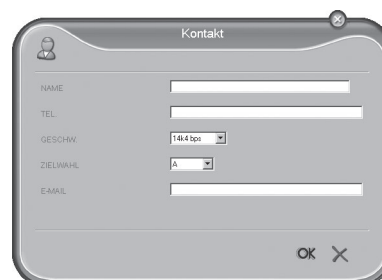 Kontakt
NAME
TEL.
GESCHW.
14k4 bps
ZIELWAHL
A
E-MAIL
OK